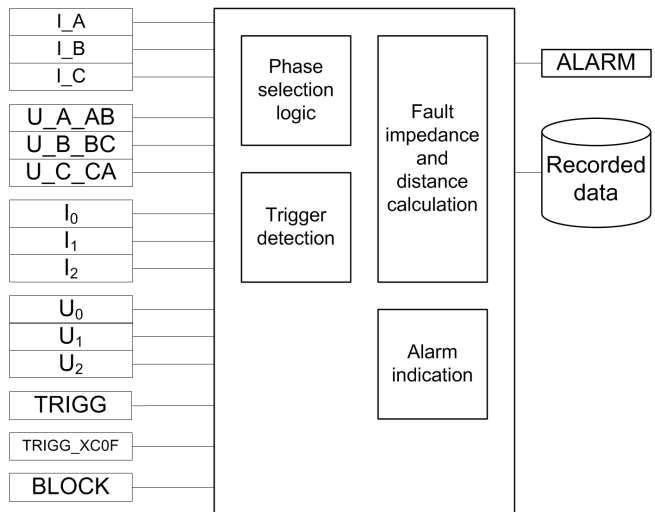 I_A
I_B
I_C
U_A_AB
U_B_BC
U_C_CA
I₀
I₁
I₂
U₀
U₁
U₂
TRIGG
TRIGG_XC0F
BLOCK
Phase
selection
logic
Trigger
detection
Fault
impedance
and
distance
calculation
Alarm
indication
ALARM
Recorded
data